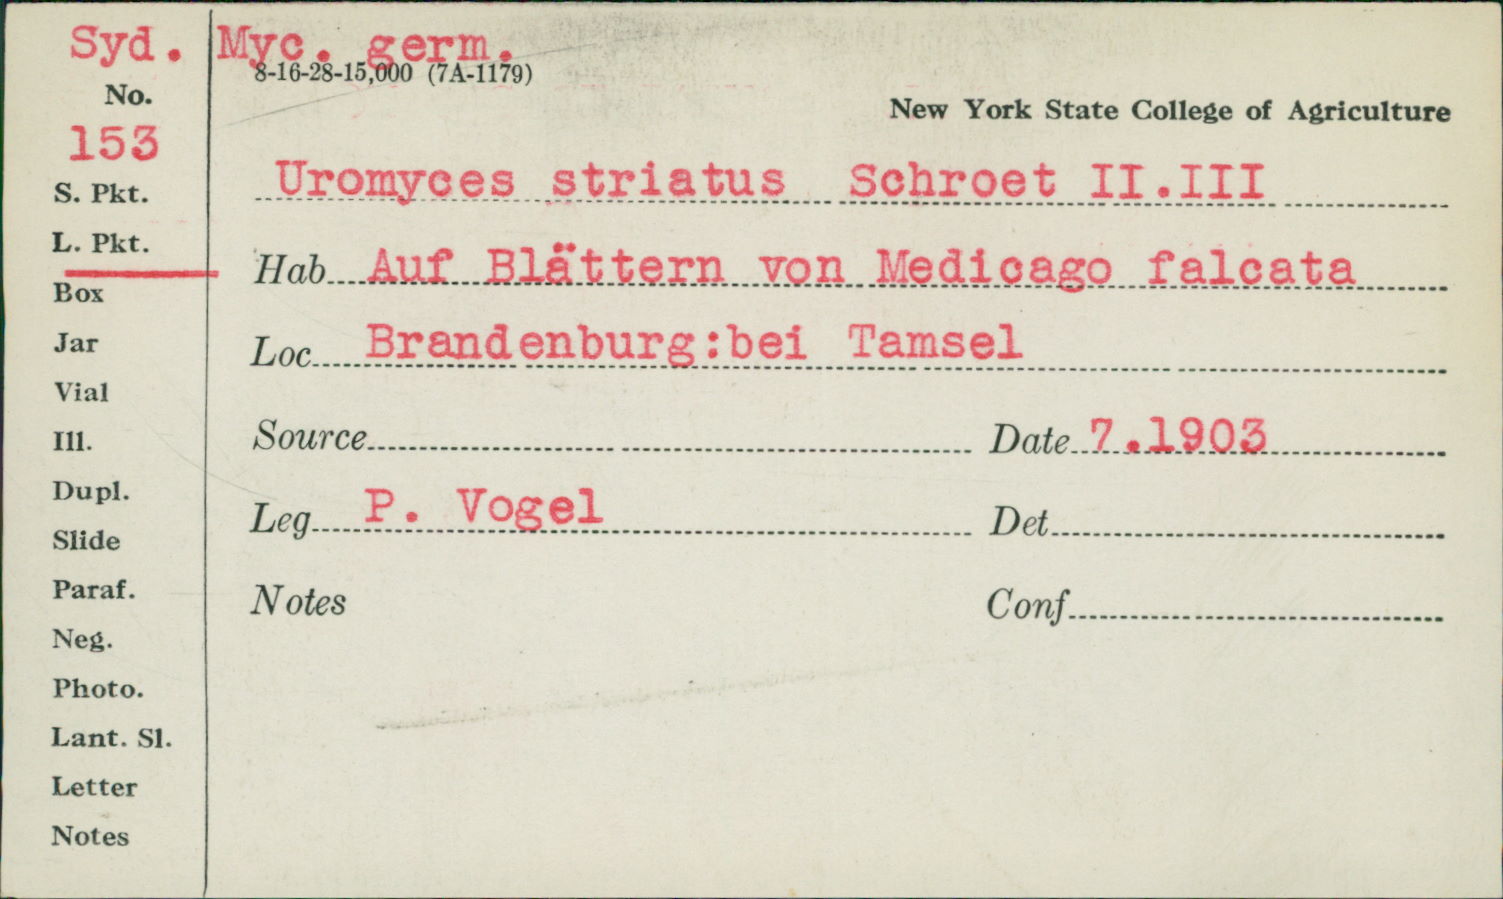 Syd. Myc. germ.
8-16-28-15,000 (7A-1179)
No.
New York State College of Agriculture
153
Uromyces striatus Schroet II.III
S. Pkt.
L. Pkt.
Hab Auf Blättern von Medicago falcata
Box
Jar
Loc Brandenburg:bei Tamsel
Vial
Ill.
Source Date 7.1903
Dupl.
Leg P. Vogel Det
Slide
Paraf.
Notes Conf
Neg.
Photo.
Lant. Sl.
Letter
Notes